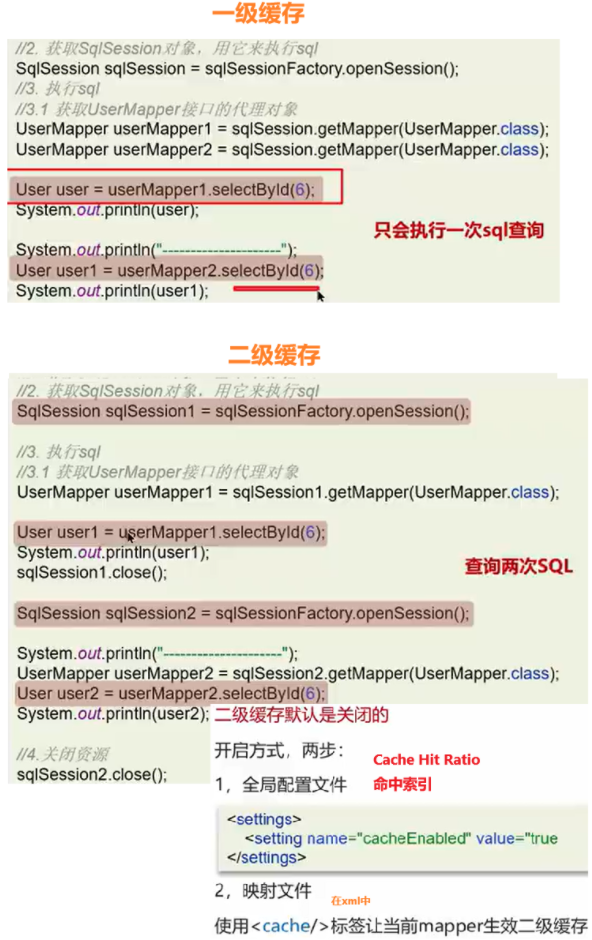 一级缓存
//2. 获取SqlSession对象，用它来执行sql
SqlSession sqlSession = sqlSessionFactory.openSession();
//3. 执行sql
//3.1 获取UserMapper接口的代理对象
UserMapper userMapper1 = sqlSession.getMapper(UserMapper.class);
UserMapper userMapper2 = sqlSession.getMapper(UserMapper.class);
User user = userMapper1.selectById(6);
System.out.println(user);
只会执行一次sql查询
System.out.println("---------------------");
User user1 = userMapper2.selectById(6);
System.out.println(user1);
二级缓存
//2. 获取SqlSession对象，用它来执行sql
SqlSession sqlSession1 = sqlSessionFactory.openSession();
//3. 执行sql
//3.1 获取UserMapper接口的代理对象
UserMapper userMapper1 = sqlSession1.getMapper(UserMapper.class);
User user1 = userMapper1.selectById(6);
System.out.println(user1);
sqlSession1.close();
查询两次SQL
SqlSession sqlSession2 = sqlSessionFactory.openSession();
System.out.println("---------------------");
UserMapper userMapper2 = sqlSession2.getMapper(UserMapper.class);
User user2 = userMapper2.selectById(6);
System.out.println(user2);
//4.关闭资源
sqlSession2.close();
二级缓存默认是关闭的
开启方式，两步：
Cache Hit Ratio
1，全局配置文件
命中索引
<settings>
<setting name="cacheEnabled" value="true
</settings>
2，映射文件
在xml中
使用<cache/>标签让当前mapper生效二级缓存